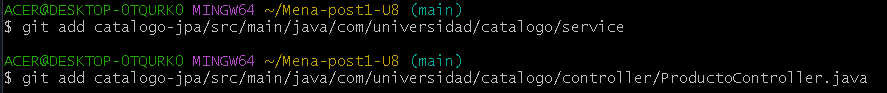 ACER@DESKTOP-OTQURKO MINGW64 ~/Mena-post1-U8 (main)
$ git add catalogo-jpa/src/main/java/com/universidad/catalogo/service
ACER@DESKTOP-OTQURKO MINGW64 ~/Mena-post1-U8 (main)
$ git add catalogo-jpa/src/main/java/com/universidad/catalogo/controller/ProductoController.java